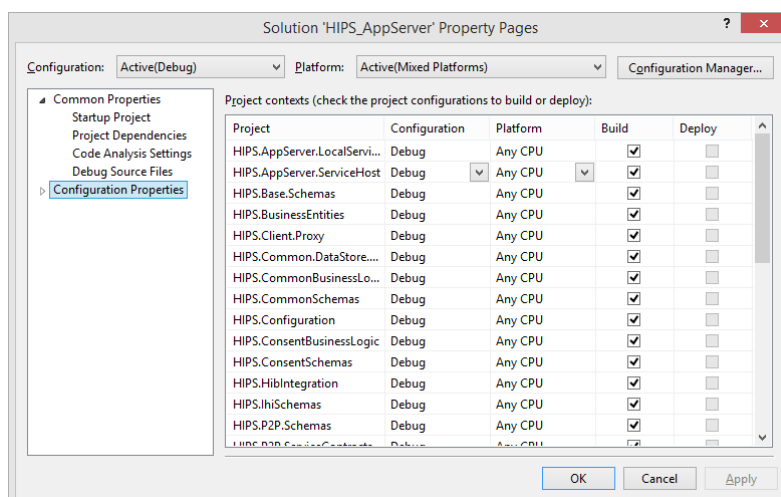 Solution 'HIPS_AppServer' Property Pages ? ×
Configuration: Active(Debug) Platform: Active(Mixed Platforms) Configuration Manager...
Common Properties
Startup Project
Project Dependencies
Code Analysis Settings
Debug Source Files
Configuration Properties
Project contexts (check the project configurations to build or deploy):
Project Configuration Platform Build Deploy
HIPS.AppServer.LocalServi... Debug Any CPU
HIPS.AppServer.ServiceHost Debug Any CPU
HIPS.Base.Schemas Debug Any CPU
HIPS.BusinessEntities Debug Any CPU
HIPS.Client.Proxy Debug Any CPU
HIPS.Common.DataStore.... Debug Any CPU
HIPS.CommonBusinessLo... Debug Any CPU
HIPS.CommonSchemas Debug Any CPU
HIPS.Configuration Debug Any CPU
HIPS.ConsentBusinessLogic Debug Any CPU
HIPS.ConsentSchemas Debug Any CPU
HIPS.HibIntegration Debug Any CPU
HIPS.IhiSchemas Debug Any CPU
HIPS.P2P.Schemas Debug Any CPU
HIPS.P2P.ServiceContracts Debug Any CPU
OK Cancel Apply